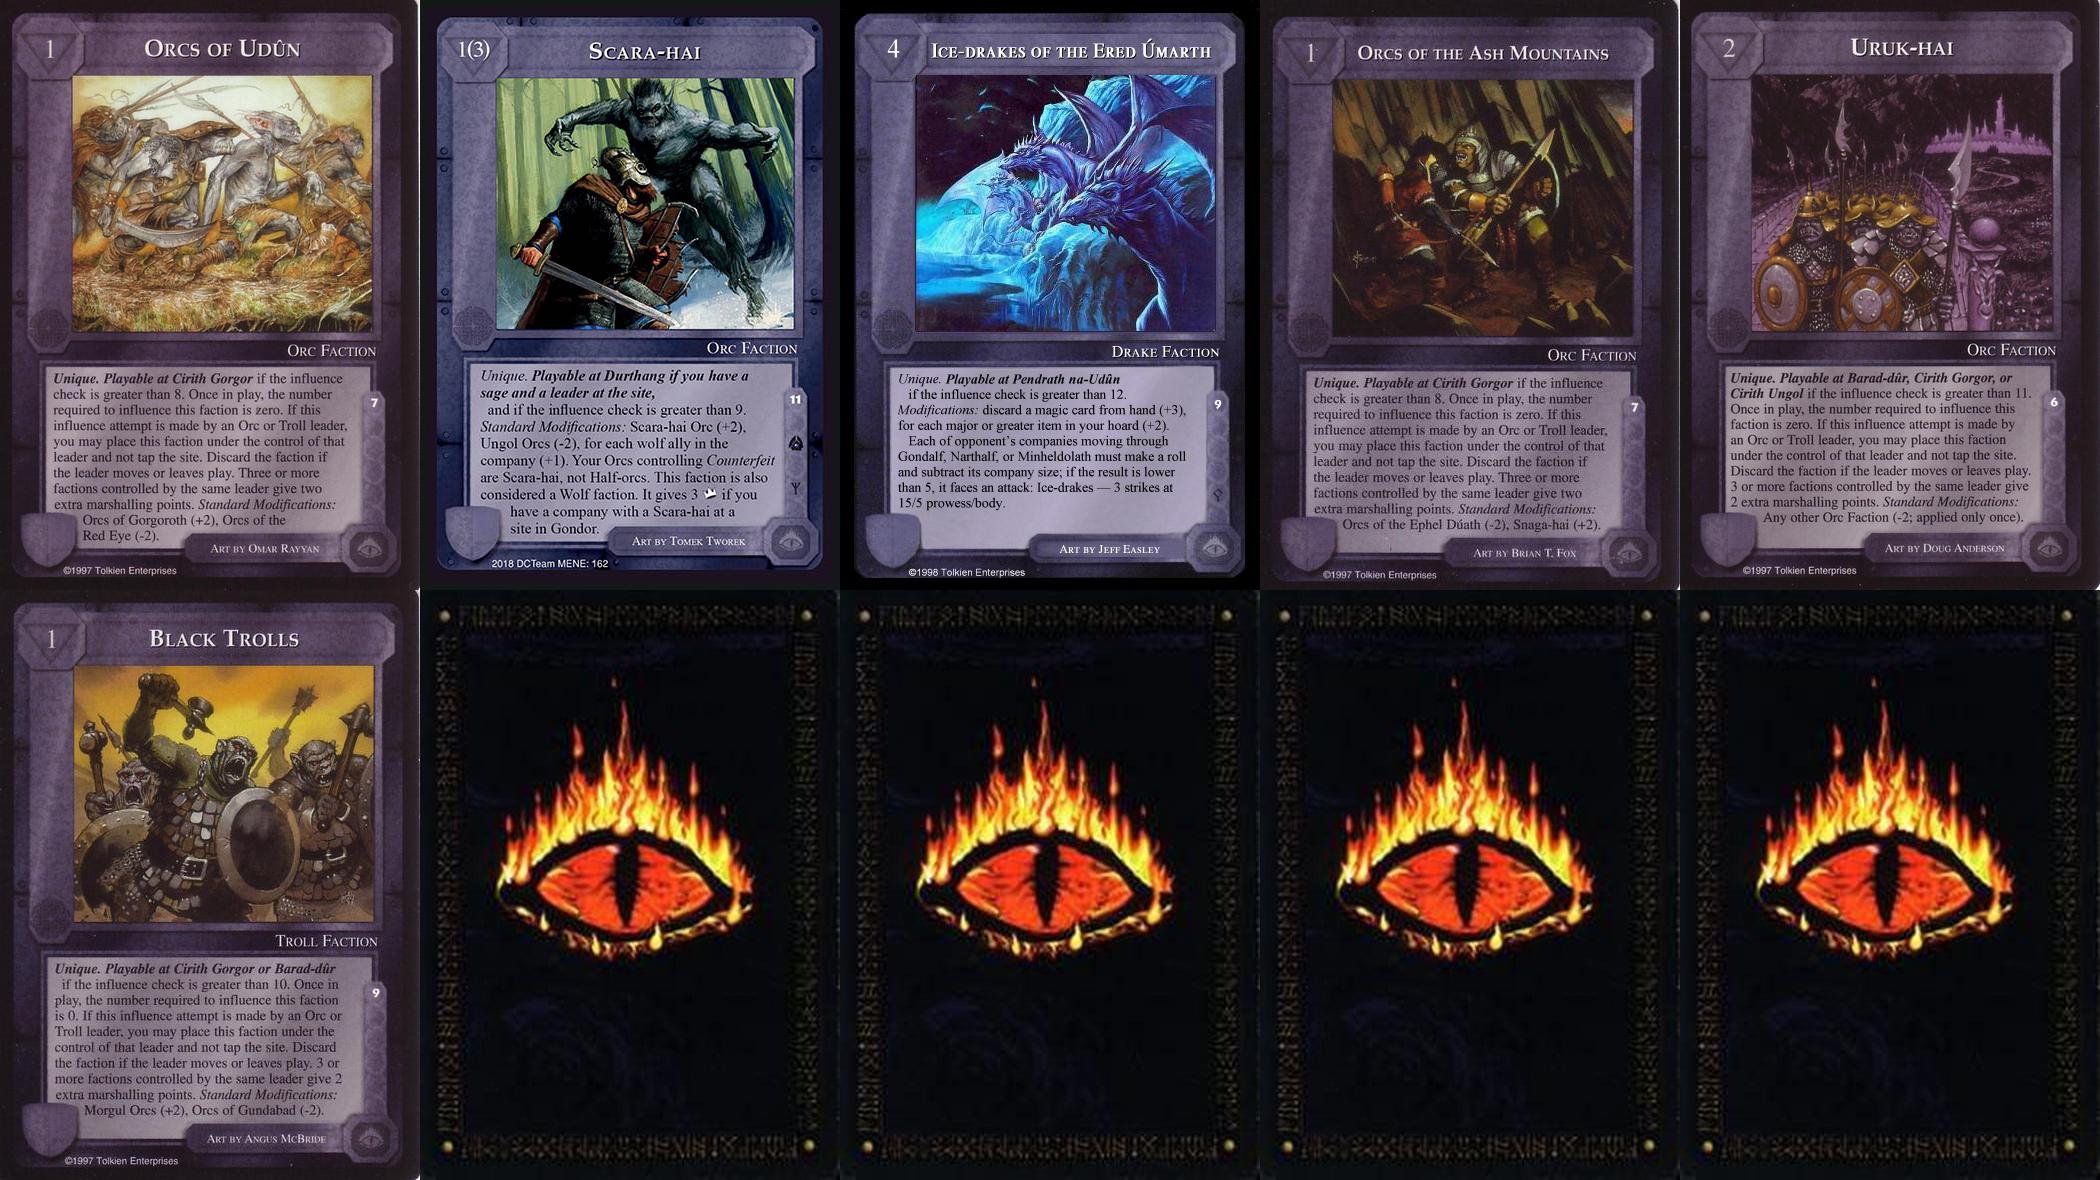 1
ORCS OF UDÛN
ORC FACTION
Unique. Playable at Cirith Gorgor if the influence
check is greater than 8. Once in play, the number
required to influence this faction is zero. If this
influence attempt is made by an Orc or Troll leader,
you may place this faction under the control of that
leader and not tap the site. Discard the faction if
the leader moves or leaves play. Three or more
factions controlled by the same leader give two
extra marshalling points. Standard Modifications:
Orcs of Gorgoroth (+2), Orcs of the
Red Eye (-2).
7
ART BY OMAR RAYYAN
©1997 Tolkien Enterprises
1(3)
SCARA-HAI
ORC FACTION
Unique. Playable at Durthang if you have a
sage and a leader at the site,
and if the influence check is greater than 9.
Standard Modifications: Scara-hai Orc (+2),
Ungol Orcs (-2), for each wolf ally in the
company (+1). Your Orcs controlling Counterfeit
are Scara-hai, not Half-orcs. This faction is also
considered a Wolf faction. It gives 3 if you
have a company with a Scara-hai at a
site in Gondor.
11
ART BY TOMEK TWOREK
2018 DCTeam MENE: 162
4
ICE-DRAKES OF THE ERED ÚMARTH
DRAKE FACTION
Unique. Playable at Pendrath na-Udûn
if the influence check is greater than 12.
Modifications: discard a magic card from hand (+3),
for each major or greater item in your hoard (+2).
Each of opponent's companies moving through
Gondalf, Narthalf, or Minheldolath must make a roll
and subtract its company size; if the result is lower
than 5, it faces an attack: Ice-drakes — 3 strikes at
15/5 prowess/body.
9
ART BY JEFF EASLEY
©1998 Tolkien Enterprises
1
ORCS OF THE ASH MOUNTAINS
ORC FACTION
Unique. Playable at Cirith Gorgor if the influence
check is greater than 8. Once in play, the number
required to influence this faction is zero. If this
influence attempt is made by an Orc or Troll leader,
you may place this faction under the control of that
leader and not tap the site. Discard the faction if
the leader moves or leaves play. Three or more
factions controlled by the same leader give two
extra marshalling points. Standard Modifications:
Orcs of the Ephel Dúath (-2), Snaga-hai (+2).
7
ART BY BRIAN T. FOX
©1997 Tolkien Enterprises
2
URUK-HAI
ORC FACTION
Unique. Playable at Barad-dûr, Cirith Gorgor, or
Cirith Ungol if the influence check is greater than 11.
Once in play, the number required to influence this
faction is zero. If this influence attempt is made by
an Orc or Troll leader, you may place this faction
under the control of that leader and not tap the site.
Discard the faction if the leader moves or leaves play.
3 or more factions controlled by the same leader give
2 extra marshalling points. Standard Modifications:
Any other Orc Faction (-2; applied only once).
6
ART BY DOUG ANDERSON
©1997 Tolkien Enterprises
1
BLACK TROLLS
TROLL FACTION
Unique. Playable at Cirith Gorgor or Barad-dûr
if the influence check is greater than 10. Once in
play, the number required to influence this faction
is 0. If this influence attempt is made by an Orc or
Troll leader, you may place this faction under the
control of that leader and not tap the site. Discard
the faction if the leader moves or leaves play. 3 or
more factions controlled by the same leader give 2
extra marshalling points. Standard Modifications:
Morgul Orcs (+2), Orcs of Gundabad (-2).
9
ART BY ANGUS MCBRIDE
©1997 Tolkien Enterprises